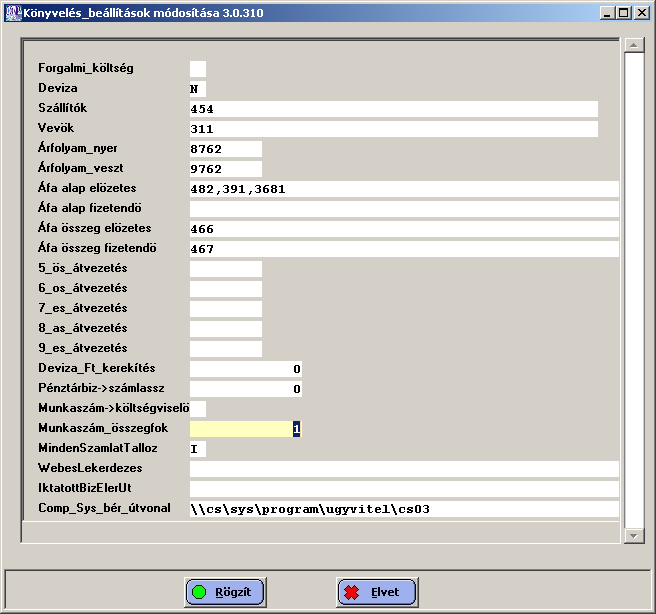 Könyvelés_beállítások módosítása 3.0.310
Forgalmi_költség
Deviza N
Szállítók 454
Vevök 311
Árfolyam_nyer 8762
Árfolyam_veszt 9762
Áfa alap elözetes 482,391,3681
Áfa alap fizetendö
Áfa összeg elözetes 466
Áfa összeg fizetendö 467
5_ös_átvezetés
6_os_átvezetés
7_es_átvezetés
8_as_átvezetés
9_es_átvezetés
Deviza_Ft_kerekítés 0
Pénztárbiz->számlassz 0
Munkaszám->költségviselö
Munkaszám_összegfok 1
MindenSzamlatTalloz I
WebesLekerdezes
IktatottBizElerUt
Comp_Sys_bér_útvonal \\cs\sys\program\ugyvitel\cs03
Rögzít Elvet